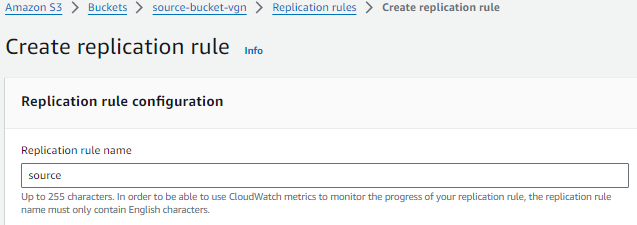 Amazon S3 > Buckets > source-bucket-vgn > Replication rules > Create replication rule
Create replication rule Info
Replication rule configuration
Replication rule name
source
Up to 255 characters. In order to be able to use CloudWatch metrics to monitor the progress of your replication rule, the replication rule
name must only contain English characters.